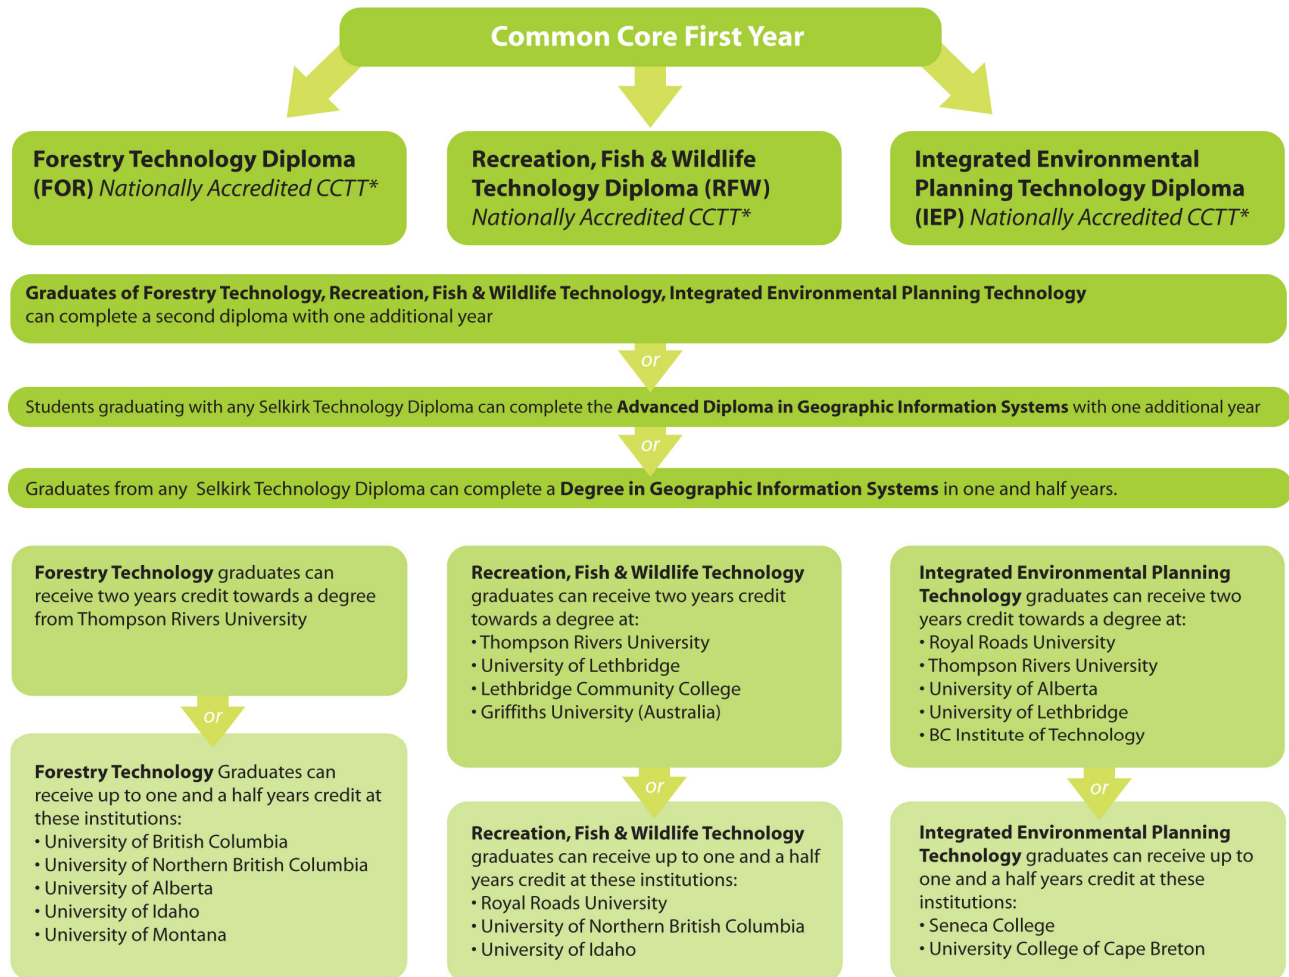 Common Core First Year
Forestry Technology Diploma
(FOR) Nationally Accredited CCTT*
Recreation, Fish & Wildlife
Technology Diploma (RFW)
Nationally Accredited CCTT*
Integrated Environmental
Planning Technology Diploma
(IEP) Nationally Accredited CCTT*
Graduates of Forestry Technology, Recreation, Fish & Wildlife Technology, Integrated Environmental Planning Technology
can complete a second diploma with one additional year
or
Students graduating with any Selkirk Technology Diploma can complete the Advanced Diploma in Geographic Information Systems with one additional year
or
Graduates from any Selkirk Technology Diploma can complete a Degree in Geographic Information Systems in one and half years.
Forestry Technology graduates can
receive two years credit towards a degree
from Thompson Rivers University
or
Forestry Technology Graduates can
receive up to one and a half years credit at
these institutions:
• University of British Columbia
• University of Northern British Columbia
• University of Alberta
• University of Idaho
• University of Montana
Recreation, Fish & Wildlife Technology
graduates can receive two years credit
towards a degree at:
• Thompson Rivers University
• University of Lethbridge
• Lethbridge Community College
• Griffiths University (Australia)
or
Recreation, Fish & Wildlife Technology
graduates can receive up to one and a half
years credit at these institutions:
• Royal Roads University
• University of Northern British Columbia
• University of Idaho
Integrated Environmental Planning
Technology graduates can receive two
years credit towards a degree at:
• Royal Roads University
• Thompson Rivers University
• University of Alberta
• University of Lethbridge
• BC Institute of Technology
or
Integrated Environmental Planning
Technology graduates can receive up to
one and a half years credit at these
institutions:
• Seneca College
• University College of Cape Breton